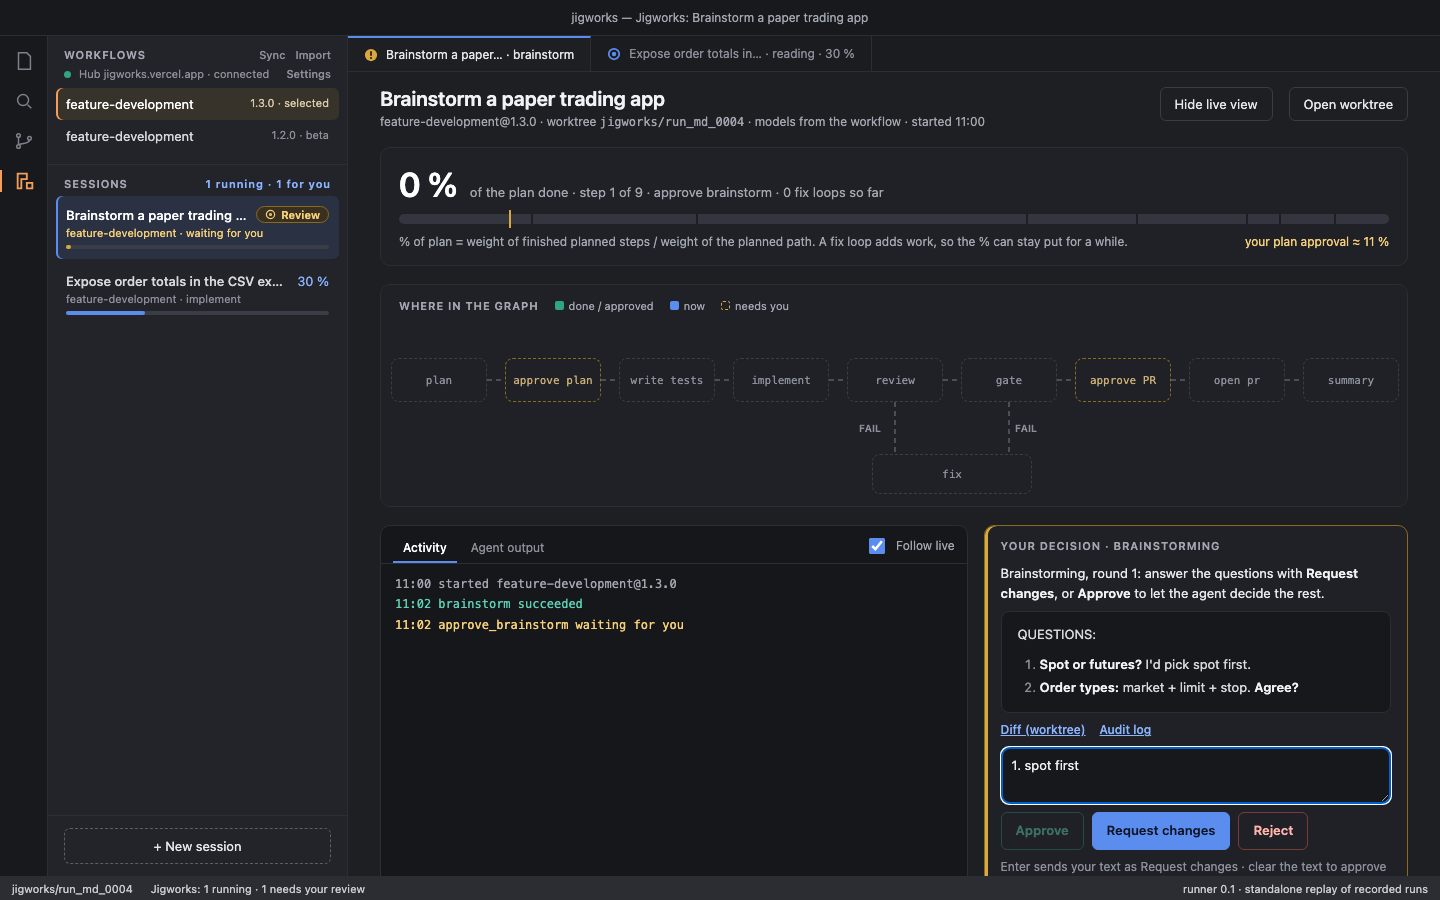 jigworks — Jigworks: Brainstorm a paper trading app
WORKFLOWS Sync Import
Hub jigworks.vercel.app · connected Settings
feature-development 1.3.0 · selected
feature-development 1.2.0 · beta
SESSIONS 1 running · 1 for you
Brainstorm a paper trading ... Review
feature-development · waiting for you
Expose order totals in the CSV ex... 30 %
feature-development · implement
+ New session
Brainstorm a paper... · brainstorm
Expose order totals in... · reading · 30 %
Brainstorm a paper trading app
feature-development@1.3.0 · worktree jigworks/run_md_0004 · models from the workflow · started 11:00
Hide live view
Open worktree
0 % of the plan done · step 1 of 9 · approve brainstorm · 0 fix loops so far
% of plan = weight of finished planned steps / weight of the planned path. A fix loop adds work, so the % can stay put for a while.
your plan approval ≈ 11 %
WHERE IN THE GRAPH done / approved now needs you
plan approve plan write tests implement review gate approve PR open pr summary
FAIL FAIL
fix
Activity Agent output Follow live
11:00 started feature-development@1.3.0
11:02 brainstorm succeeded
11:02 approve_brainstorm waiting for you
YOUR DECISION · BRAINSTORMING
Brainstorming, round 1: answer the questions with Request
changes, or Approve to let the agent decide the rest.
QUESTIONS:
1. Spot or futures? I'd pick spot first.
2. Order types: market + limit + stop. Agree?
Diff (worktree) Audit log
1. spot first
Approve Request changes Reject
Enter sends your text as Request changes · clear the text to approve
jigworks/run_md_0004 Jigworks: 1 running · 1 needs your review
runner 0.1 · standalone replay of recorded runs